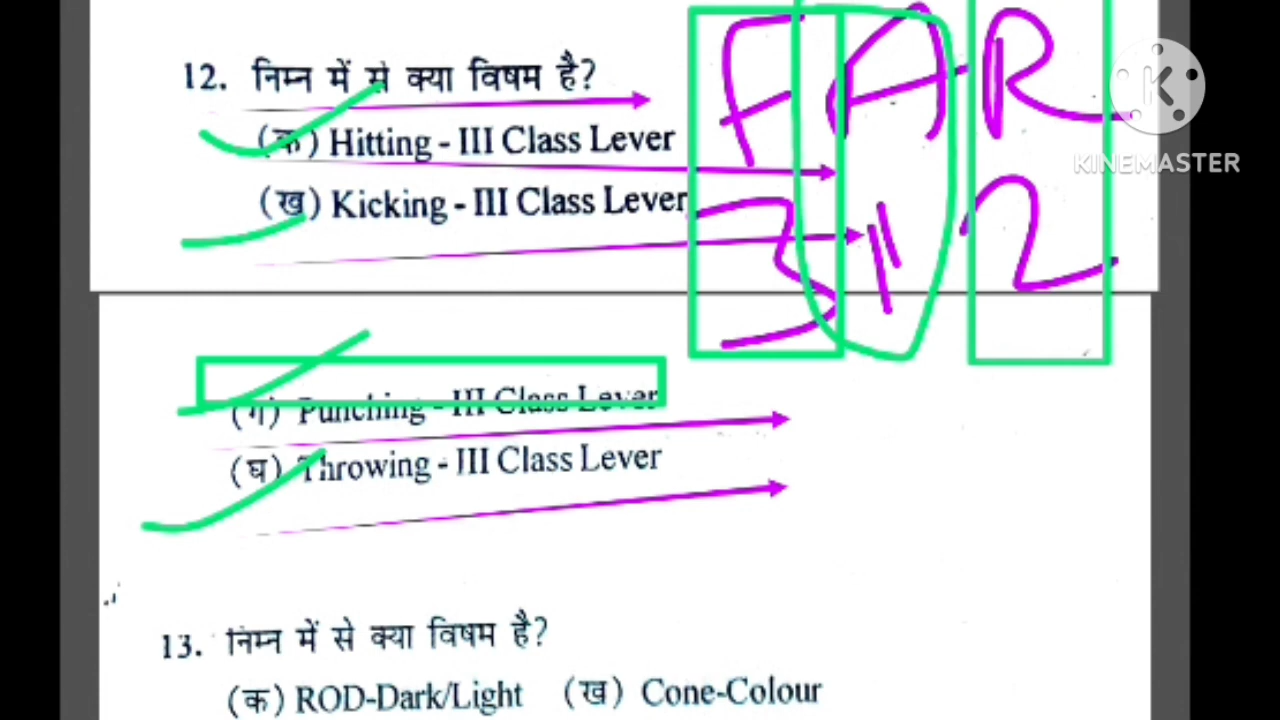 12. निम्न में से क्या विषम है?
(क) Hitting - III Class Lever
(ख) Kicking - III Class Lever
FAR
3 1 2
KINEMASTER
(ग) Punching - III Class Lever
(घ) Throwing - III Class Lever
13. निम्न में से क्या विषम है?
(क) ROD-Dark/Light (ख) Cone-Colour